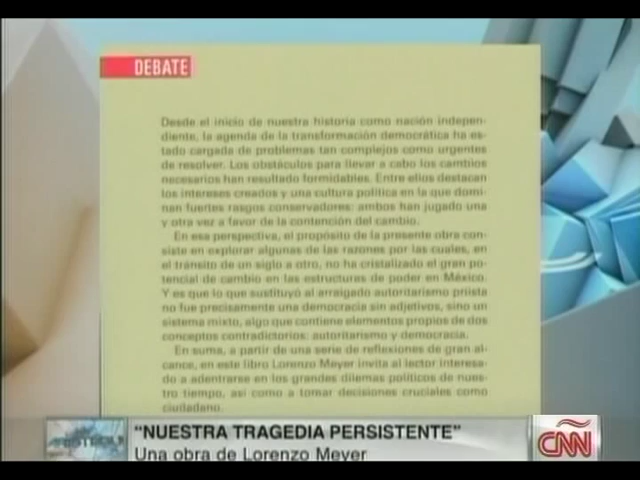 DEBATE
Desde el inicio de nuestra historia como nación indepen-
diente, la agenda de la transformación democrática ha es-
tado cargada de problemas tan complejos como urgentes
de resolver. Los obstáculos para llevar a cabo los cambios
necesarios han resultado formidables. Entre ellos destacan
los intereses creados y una cultura política en la que domi-
nan fuertes rasgos conservadores: ambos han jugado una
y otra vez a favor de la contención del cambio.
En esa perspectiva, el propósito de la presente obra con-
siste en explorar algunas de las razones por las cuales, en
el tránsito de un siglo a otro, no ha cristalizado el gran po-
tencial de cambio en las estructuras de poder en México.
Y es que lo que sustituyó al arraigado autoritarismo priista
no fue precisamente una democracia sin adjetivos, sino un
sistema mixto, algo que contiene elementos propios de dos
conceptos contradictorios: autoritarismo y democracia.
En suma, a partir de una serie de reflexiones de gran al-
cance, en este libro Lorenzo Meyer invita al lector interesa-
do a adentrarse en los grandes dilemas políticos de nues-
tro tiempo, así como a tomar decisiones cruciales como
ciudadano.
ARISTEGUI
"NUESTRA TRAGEDIA PERSISTENTE"
Una obra de Lorenzo Meyer
CNN